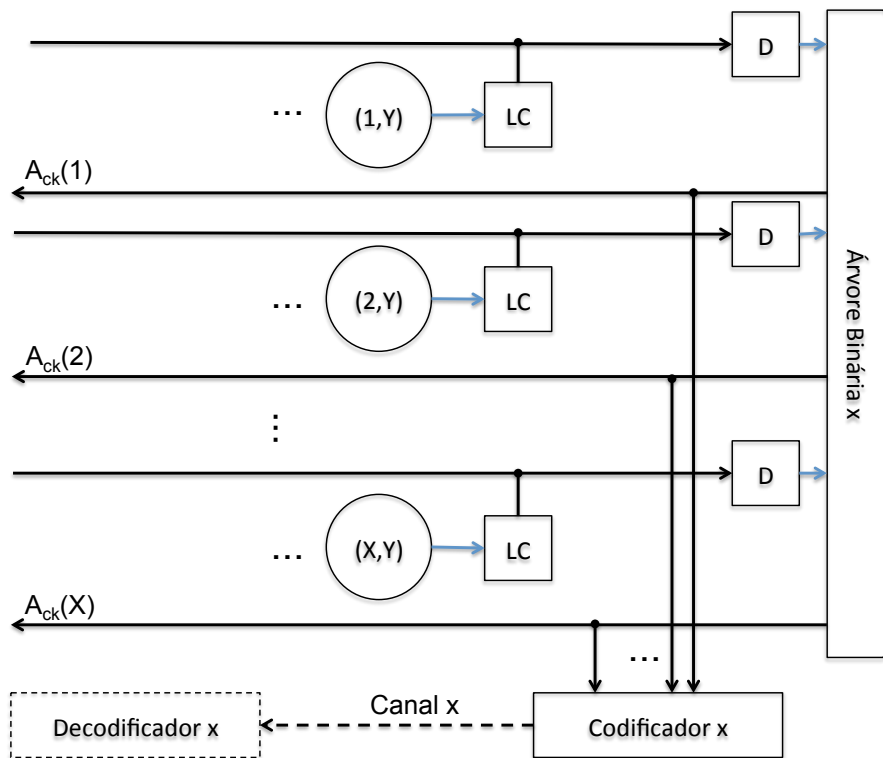 D
... (1,Y) LC
Ack(1)
D
... (2,Y) LC
Ack(2)
...
D
... (X,Y) LC
Ack(X)
...
Árvore Binária x
Canal x
Decodificador x
Codificador x